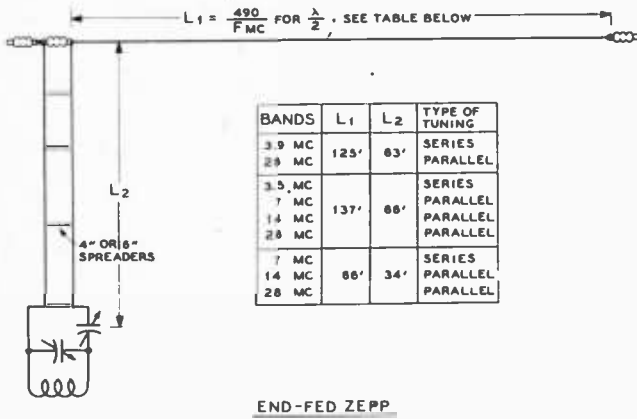 L1 = 490 / F MC FOR λ/2, SEE TABLE BELOW
L2
4" OR 6" SPREADERS
BANDS L1 L2 TYPE OF TUNING
3.9 MC 125' 63' SERIES
28 MC PARALLEL
3.5 MC 137' 66' SERIES
7 MC PARALLEL
14 MC PARALLEL
28 MC PARALLEL
7 MC 66' 34' SERIES
14 MC PARALLEL
28 MC PARALLEL
END-FED ZEPP